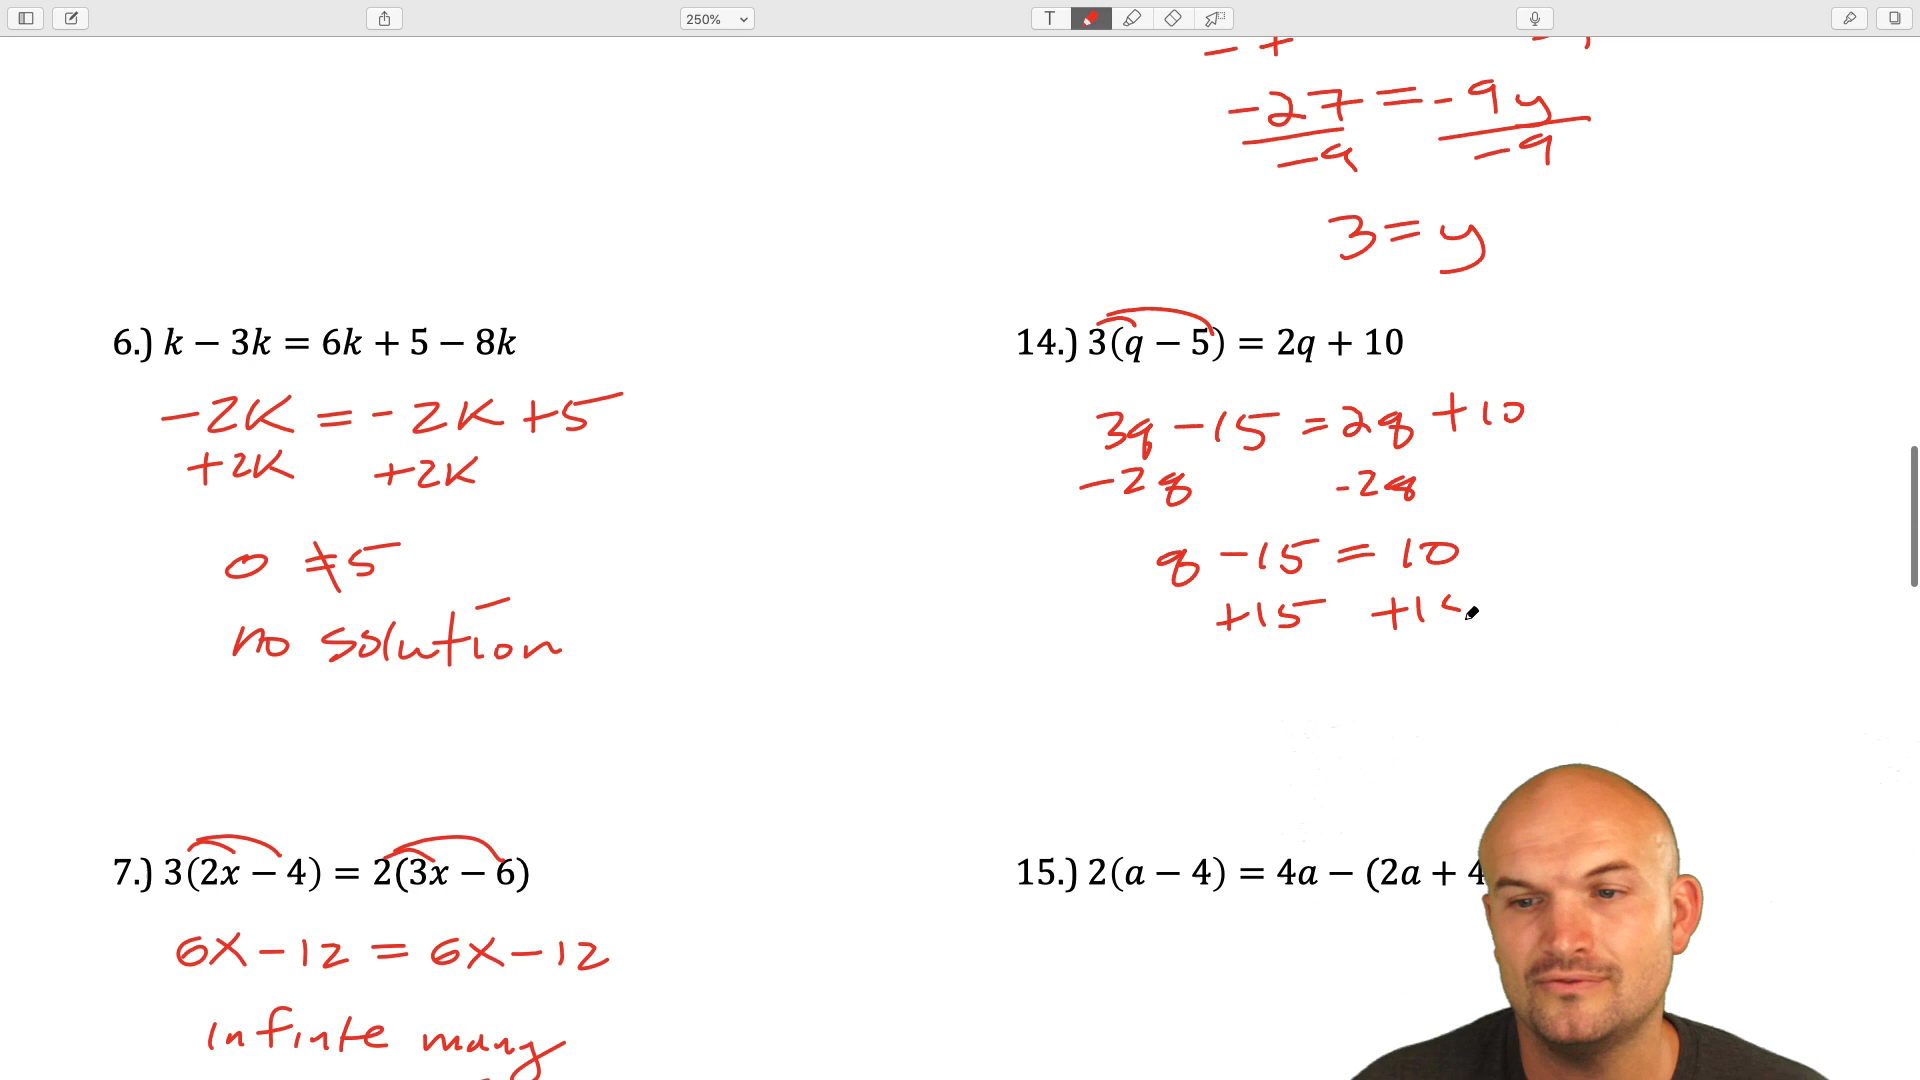 250%
T
-27 = -9y
-9 -9
3 = y
6.) k − 3k = 6k + 5 − 8k
-2K = -2K +5
+2K +2K
0 ≠ 5
no solution
7.) 3(2x − 4) = 2(3x − 6)
6X - 12 = 6X - 12
infinte many
14.) 3(q − 5) = 2q + 10
3q - 15 = 2q + 10
-2q -2q
q - 15 = 10
+15 +15
15.) 2(a − 4) = 4a − (2a + 4